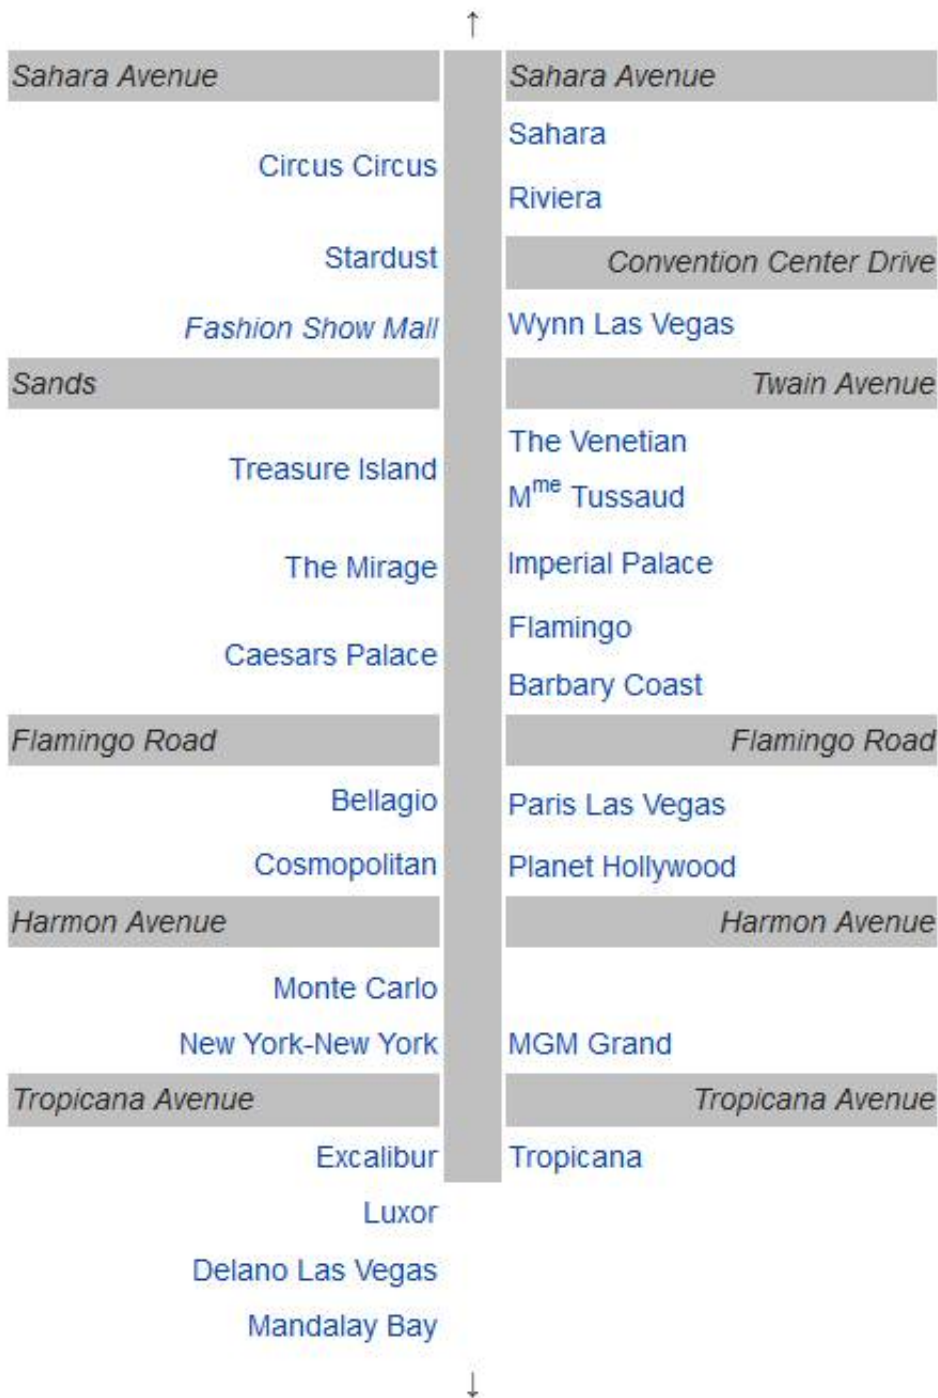 ↑
Sahara Avenue
Sahara Avenue
Sahara
Circus Circus
Riviera
Stardust
Convention Center Drive
Fashion Show Mall
Wynn Las Vegas
Sands
Twain Avenue
The Venetian
Treasure Island
Mme Tussaud
The Mirage
Imperial Palace
Flamingo
Caesars Palace
Barbary Coast
Flamingo Road
Flamingo Road
Bellagio
Paris Las Vegas
Cosmopolitan
Planet Hollywood
Harmon Avenue
Harmon Avenue
Monte Carlo
New York-New York
MGM Grand
Tropicana Avenue
Tropicana Avenue
Excalibur
Tropicana
Luxor
Delano Las Vegas
Mandalay Bay
↓